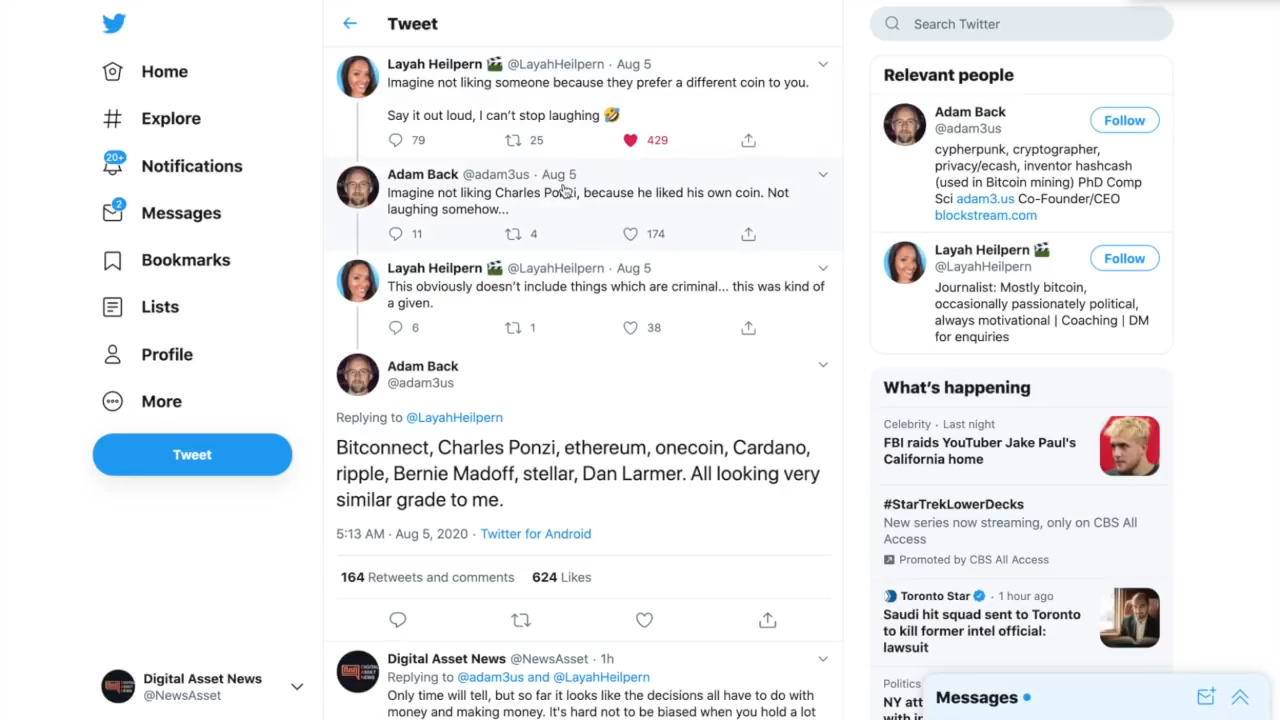 Home
Explore
20+
Notifications
2
Messages
Bookmarks
Lists
Profile
More
Tweet
Digital Asset News
@NewsAsset
Tweet
Layah Heilpern 🎬 @LayahHeilpern · Aug 5
Imagine not liking someone because they prefer a different coin to you.
Say it out loud, I can't stop laughing 🤣
79 25 429
Adam Back @adam3us · Aug 5
Imagine not liking Charles Ponzi, because he liked his own coin. Not
laughing somehow...
11 4 174
Layah Heilpern 🎬 @LayahHeilpern · Aug 5
This obviously doesn't include things which are criminal... this was kind of
a given.
6 1 38
Adam Back
@adam3us
Replying to @LayahHeilpern
Bitconnect, Charles Ponzi, ethereum, onecoin, Cardano,
ripple, Bernie Madoff, stellar, Dan Larmer. All looking very
similar grade to me.
5:13 AM · Aug 5, 2020 · Twitter for Android
164 Retweets and comments 624 Likes
Digital Asset News @NewsAsset · 1h
Replying to @adam3us and @LayahHeilpern
Only time will tell, but so far it looks like the decisions all have to do with
money and making money. It's hard not to be biased when you hold a lot
Search Twitter
Relevant people
Adam Back
@adam3us
Follow
cypherpunk, cryptographer,
privacy/ecash, inventor hashcash
(used in Bitcoin mining) PhD Comp
Sci adam3.us Co-Founder/CEO
blockstream.com
Layah Heilpern 🎬
@LayahHeilpern
Follow
Journalist: Mostly bitcoin,
occasionally passionately political,
always motivational | Coaching | DM
for enquiries
What's happening
Celebrity · Last night
FBI raids YouTuber Jake Paul's
California home
#StarTrekLowerDecks
New series now streaming, only on CBS All
Access
Promoted by CBS All Access
Toronto Star · 1 hour ago
Saudi hit squad sent to Toronto
to kill former intel official:
lawsuit
Politics
NY att
Messages